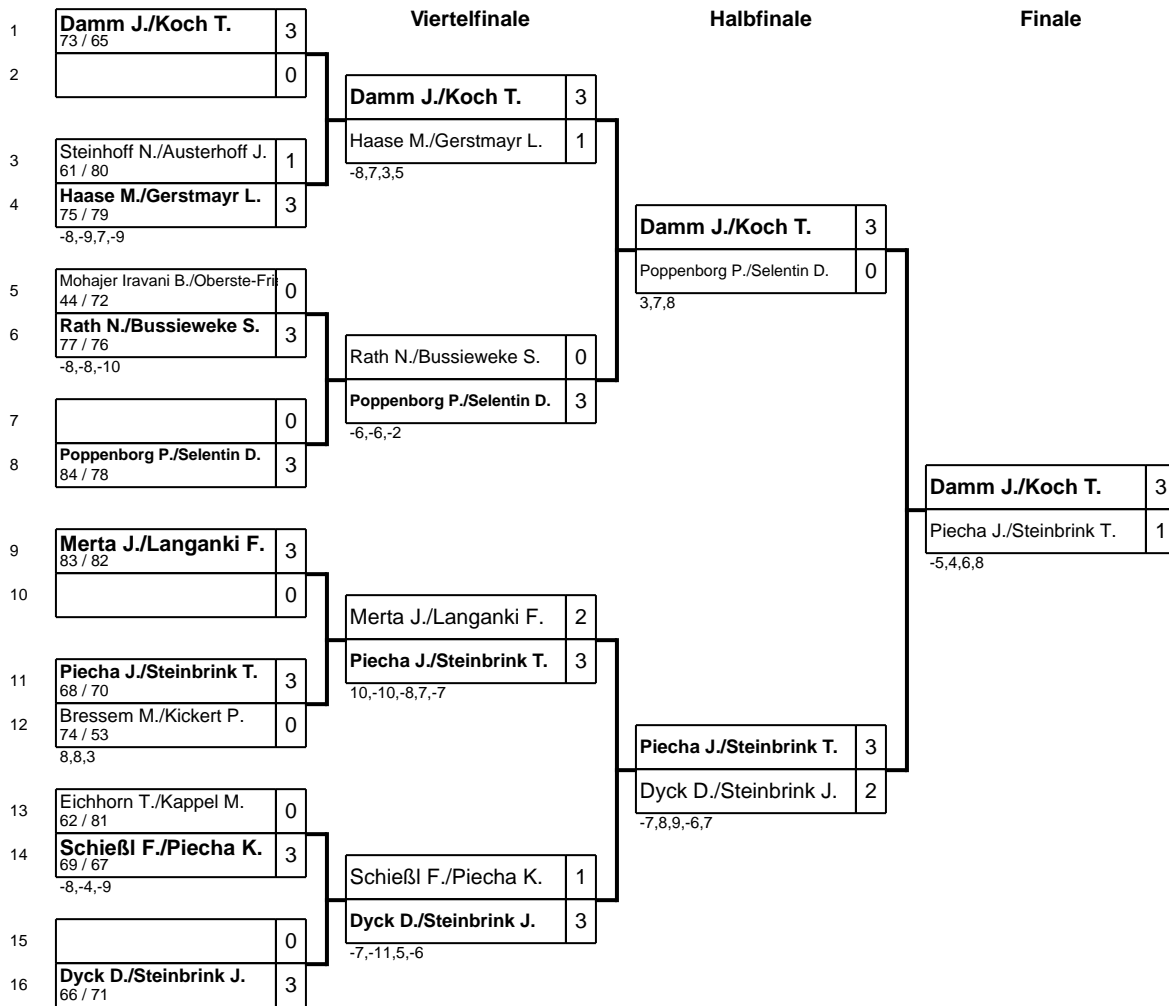 Viertelfinale
Halbfinale
Finale
1 Damm J./Koch T. 3
73 / 65
2 0
3 Steinhoff N./Austerhoff J. 1
61 / 80
4 Haase M./Gerstmayr L. 3
75 / 79
-8,-9,7,-9
5 Mohajer Iravani B./Oberste-Fri 0
44 / 72
6 Rath N./Bussieweke S. 3
77 / 76
-8,-8,-10
7 0
8 Poppenborg P./Selentin D. 3
84 / 78
9 Merta J./Langanki F. 3
83 / 82
10 0
11 Piecha J./Steinbrink T. 3
68 / 70
12 Bressem M./Kickert P. 0
74 / 53
8,8,3
13 Eichhorn T./Kappel M. 0
62 / 81
14 Schießl F./Piecha K. 3
69 / 67
-8,-4,-9
15 0
16 Dyck D./Steinbrink J. 3
66 / 71
Damm J./Koch T. 3
Haase M./Gerstmayr L. 1
-8,7,3,5
Rath N./Bussieweke S. 0
Poppenborg P./Selentin D. 3
-6,-6,-2
Merta J./Langanki F. 2
Piecha J./Steinbrink T. 3
10,-10,-8,7,-7
Schießl F./Piecha K. 1
Dyck D./Steinbrink J. 3
-7,-11,5,-6
Damm J./Koch T. 3
Poppenborg P./Selentin D. 0
3,7,8
Piecha J./Steinbrink T. 3
Dyck D./Steinbrink J. 2
-7,8,9,-6,7
Damm J./Koch T. 3
Piecha J./Steinbrink T. 1
-5,4,6,8